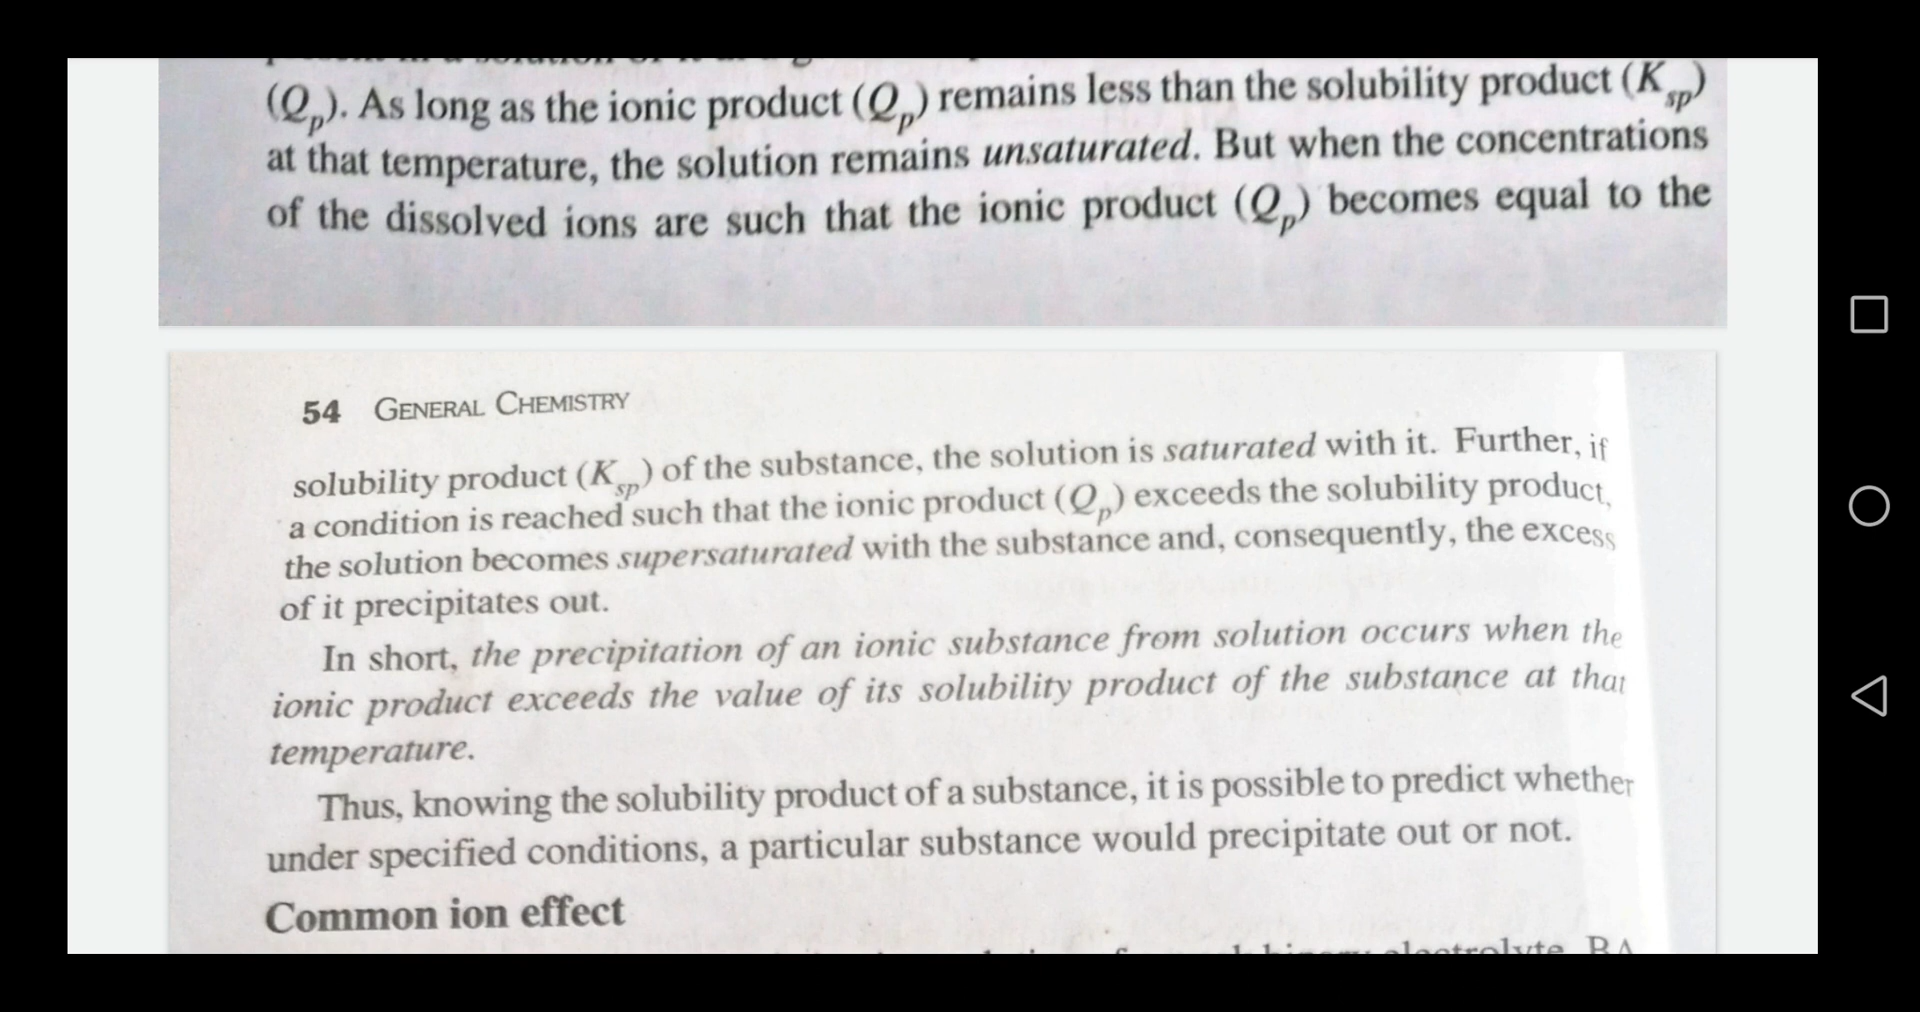 (Qp). As long as the ionic product (Qp) remains less than the solubility product (Ksp)
at that temperature, the solution remains unsaturated. But when the concentrations
of the dissolved ions are such that the ionic product (Qp) becomes equal to the
54 GENERAL CHEMISTRY
solubility product (Ksp) of the substance, the solution is saturated with it. Further, if
a condition is reached such that the ionic product (Qp) exceeds the solubility product,
the solution becomes supersaturated with the substance and, consequently, the excess
of it precipitates out.
In short, the precipitation of an ionic substance from solution occurs when the
ionic product exceeds the value of its solubility product of the substance at that
temperature.
Thus, knowing the solubility product of a substance, it is possible to predict whether
under specified conditions, a particular substance would precipitate out or not.
Common ion effect
electrolyte BA